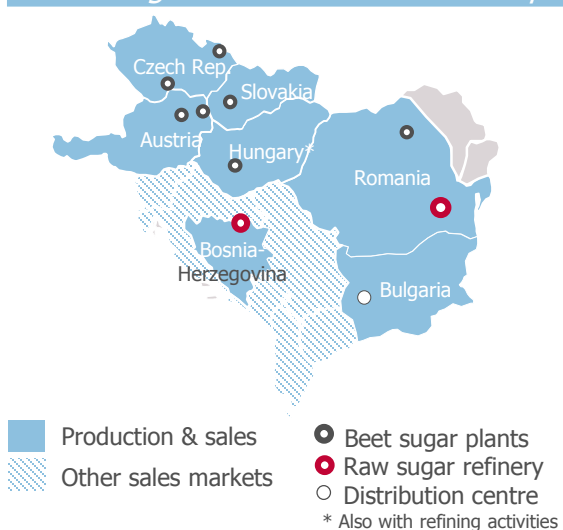 Czech Rep.
Slovakia
Austria
Hungary*
Romania
Bosnia-
Herzegovina
Bulgaria
Production & sales
Other sales markets
Beet sugar plants
Raw sugar refinery
Distribution centre
* Also with refining activities